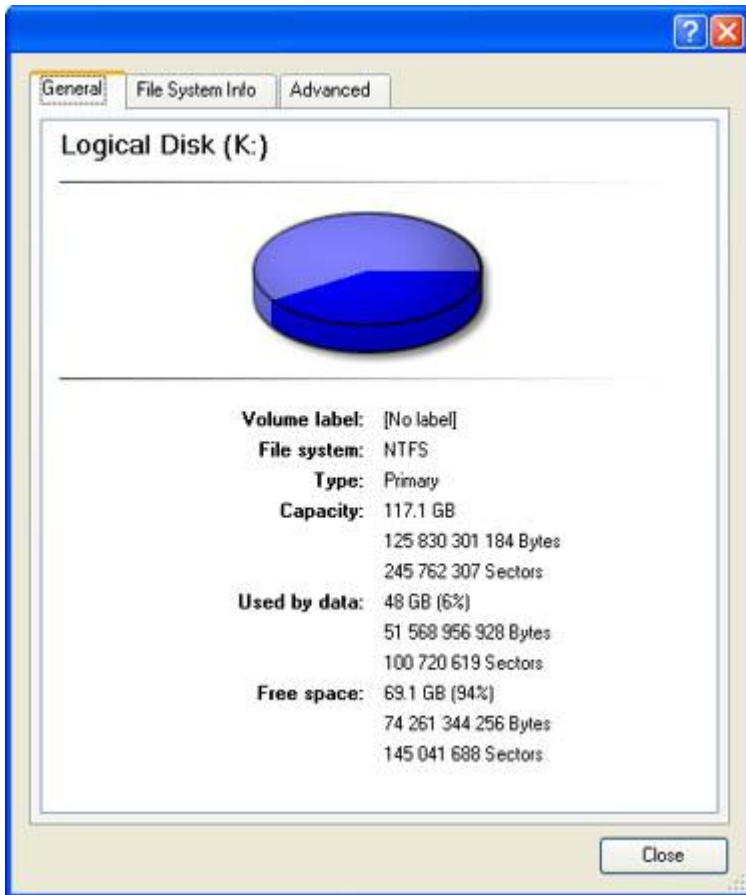 General File System Info Advanced
Logical Disk (K:)
Volume label: [No label]
File system: NTFS
Type: Primary
Capacity: 117.1 GB
125 830 301 184 Bytes
245 762 307 Sectors
Used by data: 48 GB (6%)
51 568 956 928 Bytes
100 720 619 Sectors
Free space: 69.1 GB (94%)
74 261 344 256 Bytes
145 041 688 Sectors
Close